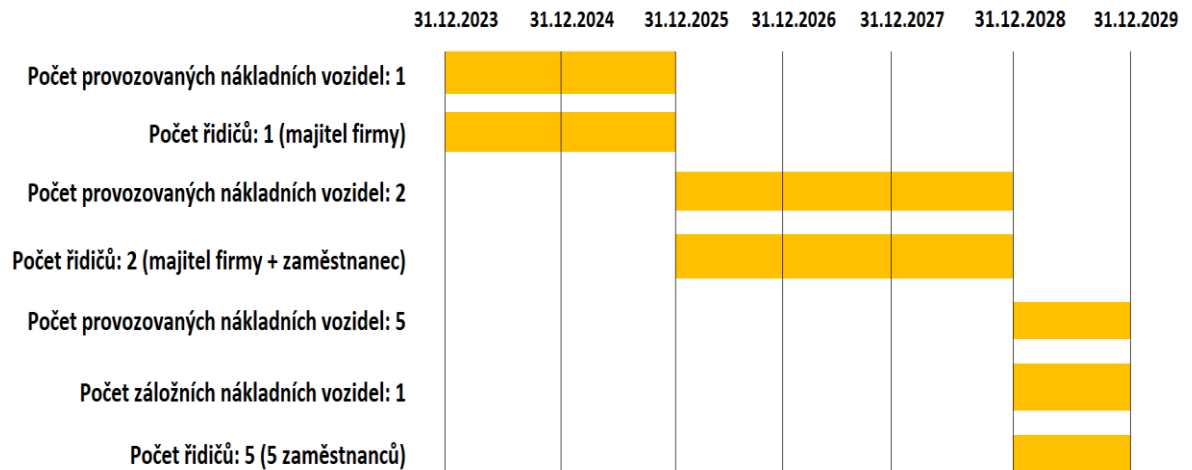 31.12.2023 31.12.2024 31.12.2025 31.12.2026 31.12.2027 31.12.2028 31.12.2029
Počet provozovaných nákladních vozidel: 1
Počet řidičů: 1 (majitel firmy)
Počet provozovaných nákladních vozidel: 2
Počet řidičů: 2 (majitel firmy + zaměstnanec)
Počet provozovaných nákladních vozidel: 5
Počet záložních nákladních vozidel: 1
Počet řidičů: 5 (5 zaměstnanců)